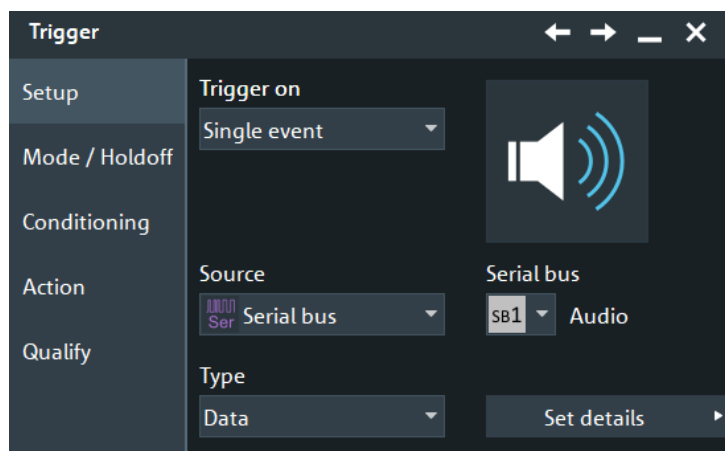 Trigger
Setup
Mode / Holdoff
Conditioning
Action
Qualify
Trigger on
Single event
Source
Serial bus
Ser Serial bus
SB1 Audio
Type
Data
Set details